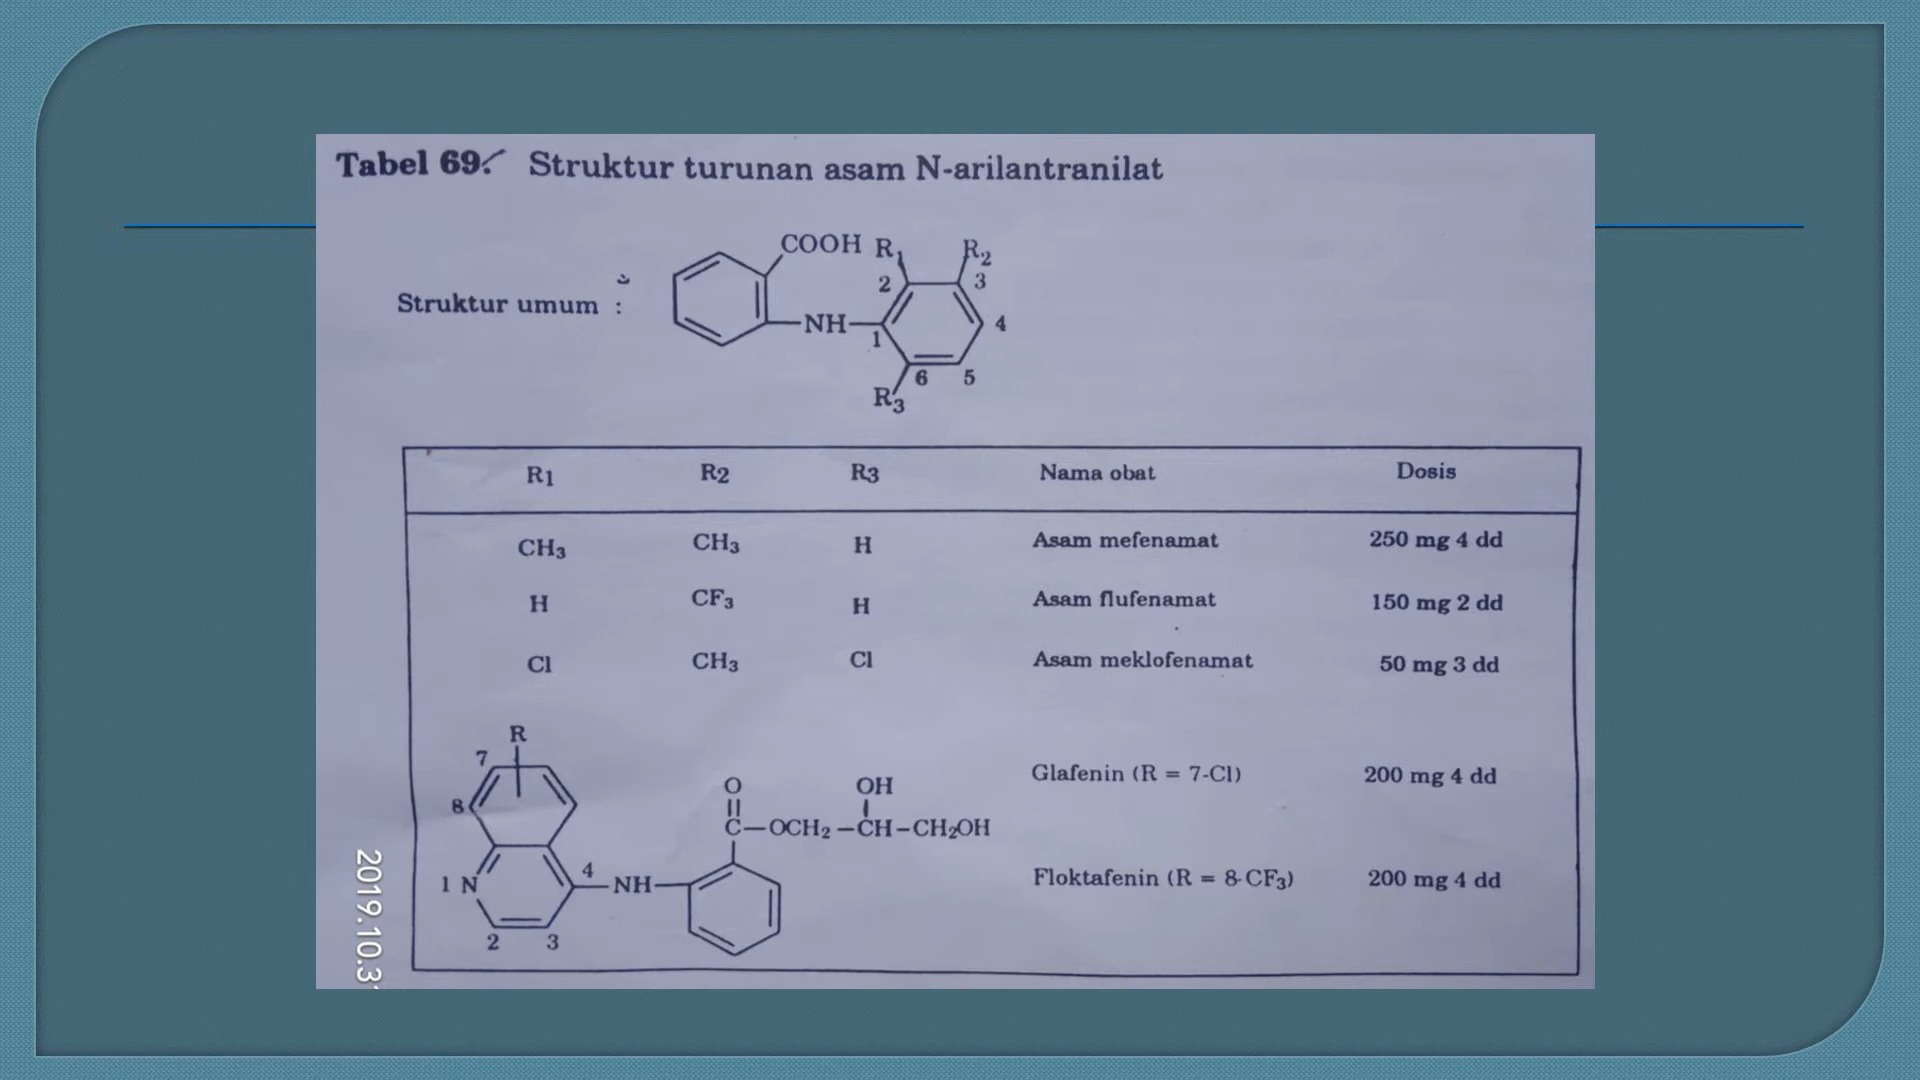 Tabel 69. Struktur turunan asam N-arilantranilat
COOH R1 R2
2 3
Struktur umum :
NH 1 4
6 5
R3
R1 R2 R3 Nama obat Dosis
CH3 CH3 H Asam mefenamat 250 mg 4 dd
H CF3 H Asam flufenamat 150 mg 2 dd
Cl CH3 Cl Asam meklofenamat 50 mg 3 dd
R
7
8
O OH
C-OCH2-CH-CH2OH
4
1 N NH
2 3
Glafenin (R = 7-Cl) 200 mg 4 dd
Floktafenin (R = 8-CF3) 200 mg 4 dd
2019.10.3